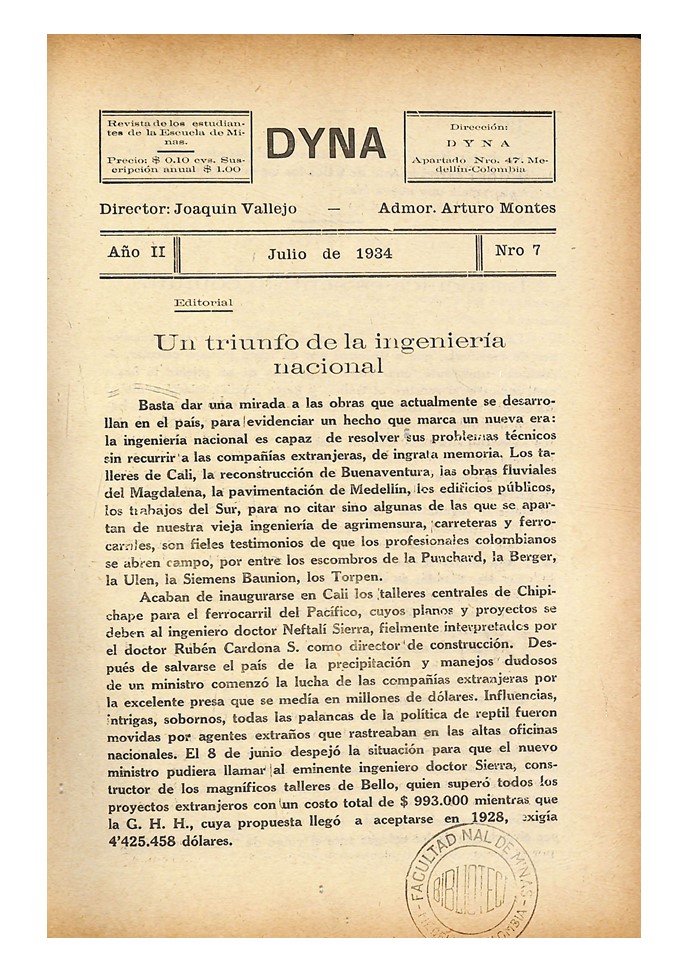 Revista de los estudian-
tes de la Escuela de Mi-
nas.
Precio: $ 0.10 cvs. Sus-
cripción anual $ 1.00
DYNA
Dirección:
DYNA
Apartado Nro. 47. Me-
dellín-Colombia
Director: Joaquin Vallejo — Admor. Arturo Montes
Año II
Julio de 1934
Nro 7
Editorial
Un triunfo de la ingeniería
nacional
Basta dar una mirada a las obras que actualmente se desarro-
llan en el país, para evidenciar un hecho que marca un nueva era:
la ingeniería nacional es capaz de resolver sus problemas técnicos
sin recurrir a las compañías extranjeras, de ingrata memoria. Los ta-
lleres de Cali, la reconstrucción de Buenaventura, las obras fluviales
del Magdalena, la pavimentación de Medellín, los edificios públicos,
los trabajos del Sur, para no citar sino algunas de las que se apar-
tan de nuestra vieja ingeniería de agrimensura, carreteras y ferro-
carriles, son fieles testimonios de que los profesionales colombianos
se abren campo, por entre los escombros de la Punchard, la Berger,
la Ulen, la Siemens Baunion, los Torpen.
Acaban de inaugurarse en Cali los talleres centrales de Chipi-
chape para el ferrocarril del Pacífico, cuyos planos y proyectos se
deben al ingeniero doctor Neftalí Sierra, fielmente interpretados por
el doctor Rubén Cardona S. como director de construcción. Des-
pués de salvarse el país de la precipitación y manejos dudosos
de un ministro comenzó la lucha de las compañías extranjeras por
la excelente presa que se medía en millones de dólares. Influencias,
intrigas, sobornos, todas las palancas de la política de reptil fueron
movidas por agentes extraños que rastreaban en las altas oficinas
nacionales. El 8 de junio despejó la situación para que el nuevo
ministro pudiera llamar al eminente ingeniero doctor Sierra, cons-
tructor de los magníficos talleres de Bello, quien superó todos los
proyectos extranjeros con un costo total de $ 993.000 mientras que
la G. H. H., cuya propuesta llegó a aceptarse en 1928, exigía
4'425.458 dólares.
FACULTAD NAL DE MINAS
BIBLIOTECA